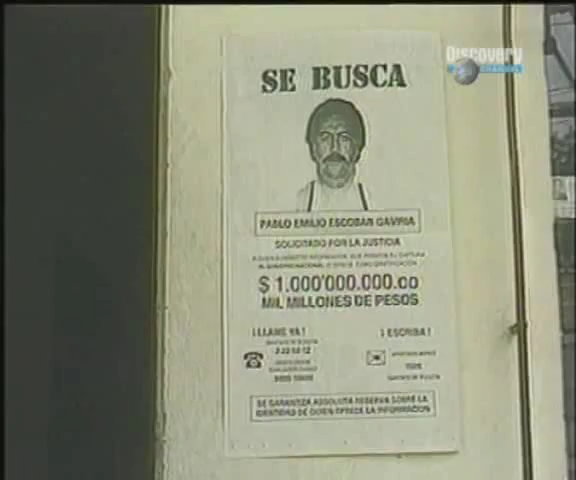 Discovery
CHANNEL
SE BUSCA
PABLO EMILIO ESCOBAR GAVIRIA
SOLICITADO POR LA JUSTICIA
$ 1.000'000.000.oo
MIL MILLONES DE PESOS
¡ LLAME YA !
¡ ESCRIBA !
SE GARANTIZA ABSOLUTA RESERVA SOBRE LA
IDENTIDAD DE QUIEN OFRECE LA INFORMACION